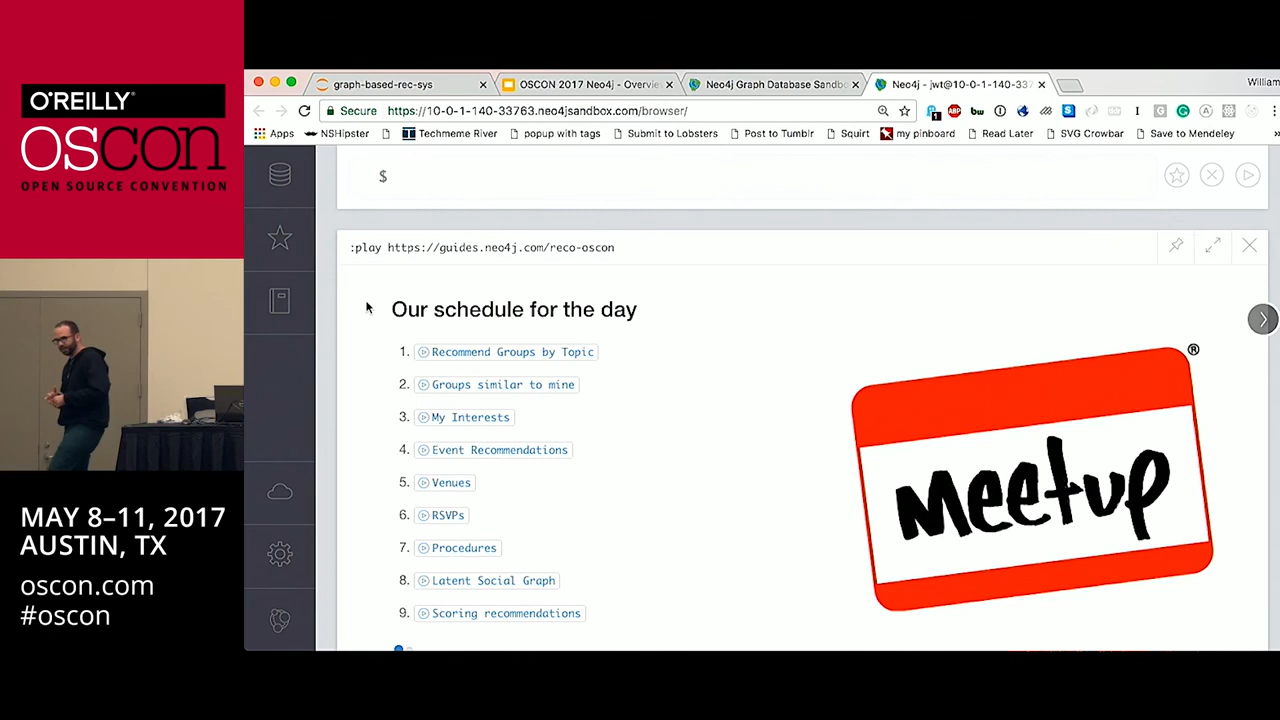 O'REILLY®
OSCON
OPEN SOURCE CONVENTION
MAY 8–11, 2017
AUSTIN, TX
oscon.com
#oscon
graph-based-rec-sys
OSCON 2017 Neo4j - Overvie
Neo4j Graph Database Sandb
Neo4j - jwt@10-0-1-140-337
William
Secure
https://10-0-1-140-33763.neo4jsandbox.com/browser/
Apps
NSHipster
Techmeme River
popup with tags
Submit to Lobsters
Post to Tumblr
Squirt
my pinboard
Read Later
SVG Crowbar
Save to Mendeley
$
:play https://guides.neo4j.com/reco-oscon
Our schedule for the day
1. Recommend Groups by Topic
2. Groups similar to mine
3. My Interests
4. Event Recommendations
5. Venues
6. RSVPs
7. Procedures
8. Latent Social Graph
9. Scoring recommendations
Meetup ®